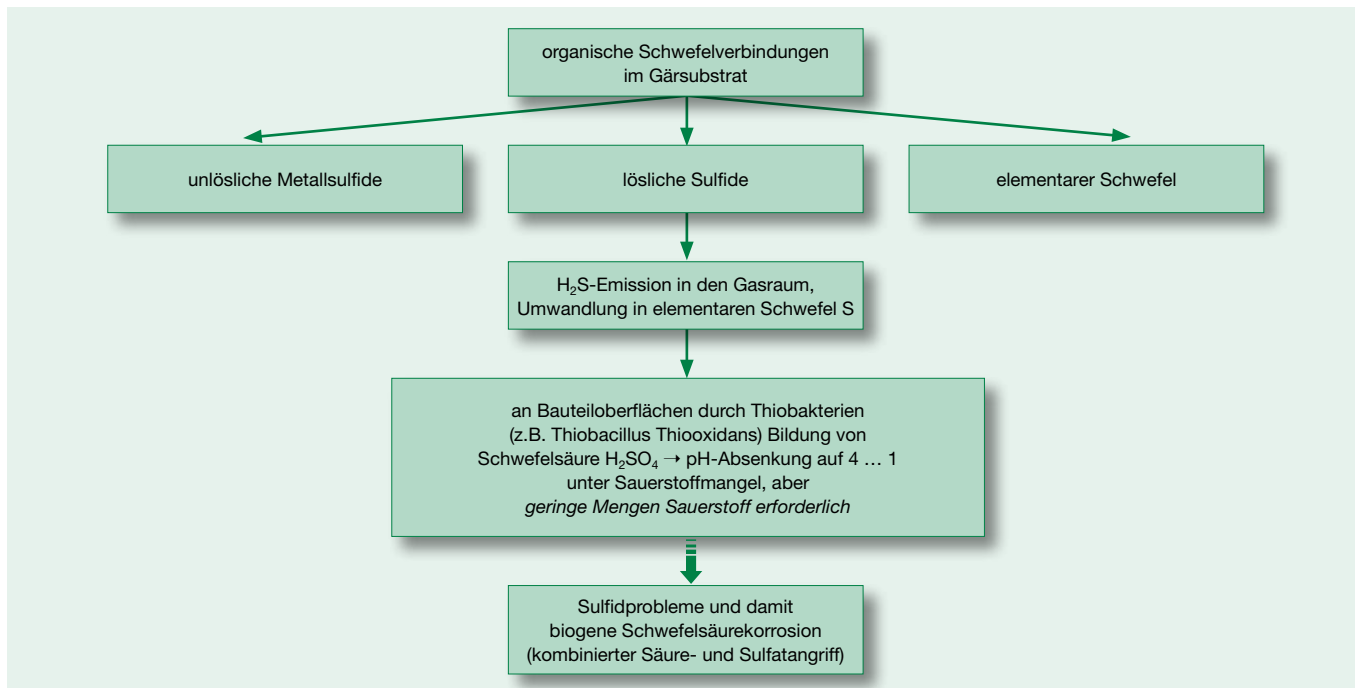 organische Schwefelverbindungen
im Gärsubstrat
unlösliche Metallsulfide
lösliche Sulfide
elementarer Schwefel
H₂S-Emission in den Gasraum,
Umwandlung in elementaren Schwefel S
an Bauteiloberflächen durch Thiobakterien
(z.B. Thiobacillus Thiooxidans) Bildung von
Schwefelsäure H₂SO₄ → pH-Absenkung auf 4 … 1
unter Sauerstoffmangel, aber
geringe Mengen Sauerstoff erforderlich
Sulfidprobleme und damit
biogene Schwefelsäurekorrosion
(kombinierter Säure- und Sulfatangriff)